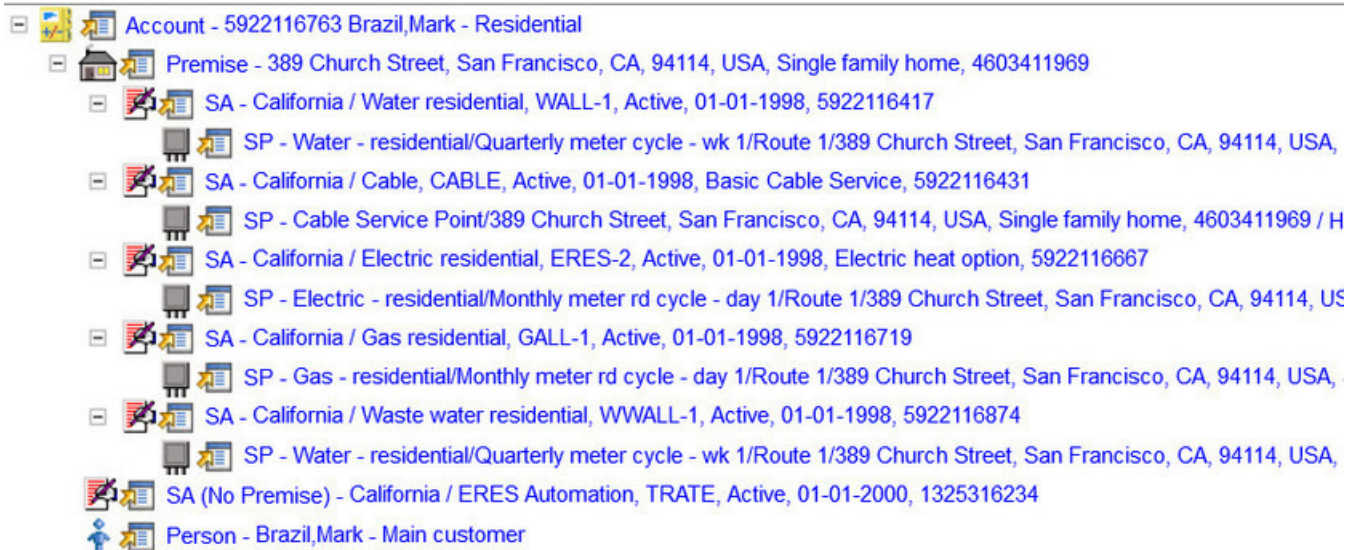 Account - 5922116763 Brazil,Mark - Residential
Premise - 389 Church Street, San Francisco, CA, 94114, USA, Single family home, 4603411969
SA - California / Water residential, WALL-1, Active, 01-01-1998, 5922116417
SP - Water - residential/Quarterly meter cycle - wk 1/Route 1/389 Church Street, San Francisco, CA, 94114, USA,
SA - California / Cable, CABLE, Active, 01-01-1998, Basic Cable Service, 5922116431
SP - Cable Service Point/389 Church Street, San Francisco, CA, 94114, USA, Single family home, 4603411969 / H
SA - California / Electric residential, ERES-2, Active, 01-01-1998, Electric heat option, 5922116667
SP - Electric - residential/Monthly meter rd cycle - day 1/Route 1/389 Church Street, San Francisco, CA, 94114, US
SA - California / Gas residential, GALL-1, Active, 01-01-1998, 5922116719
SP - Gas - residential/Monthly meter rd cycle - day 1/Route 1/389 Church Street, San Francisco, CA, 94114, USA,
SA - California / Waste water residential, WWALL-1, Active, 01-01-1998, 5922116874
SP - Water - residential/Quarterly meter cycle - wk 1/Route 1/389 Church Street, San Francisco, CA, 94114, USA,
SA (No Premise) - California / ERES Automation, TRATE, Active, 01-01-2000, 1325316234
Person - Brazil,Mark - Main customer